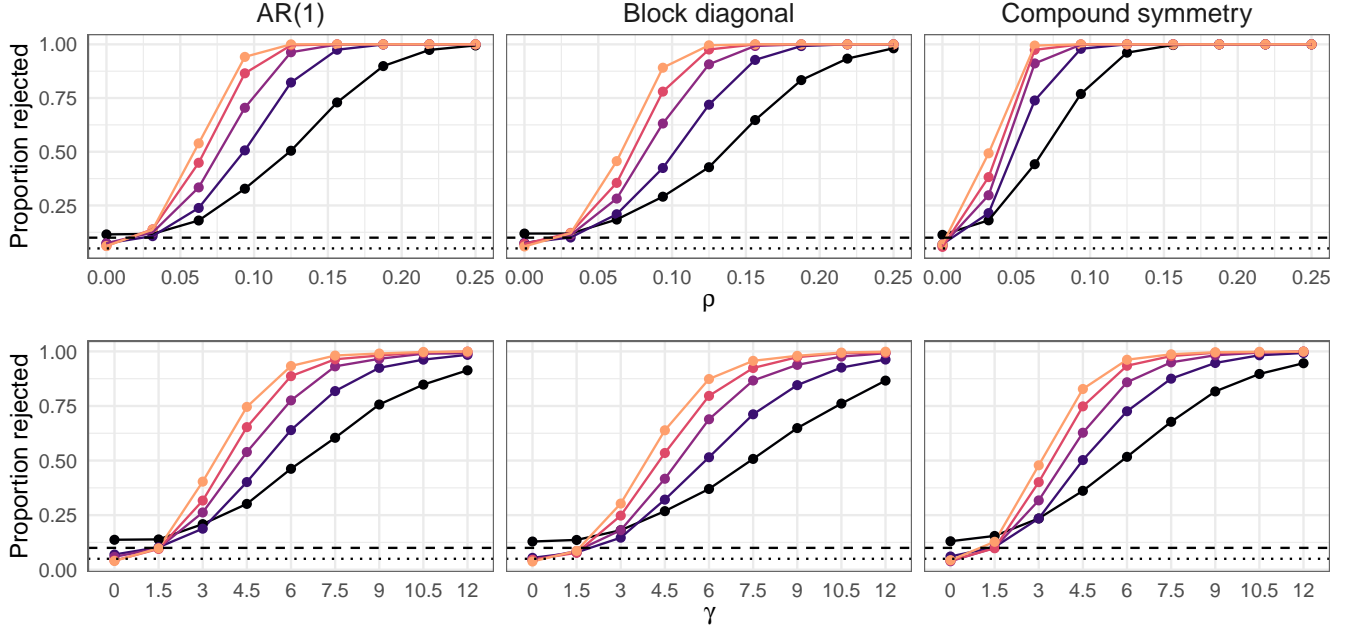 AR(1) Block diagonal Compound symmetry
Proportion rejected
1.00
0.75
0.50
0.25
0.00 0.05 0.10 0.15 0.20 0.25 0.00 0.05 0.10 0.15 0.20 0.25 0.00 0.05 0.10 0.15 0.20 0.25
ρ
Proportion rejected
1.00
0.75
0.50
0.25
0.00
0 1.5 3 4.5 6 7.5 9 10.5 12 0 1.5 3 4.5 6 7.5 9 10.5 12 0 1.5 3 4.5 6 7.5 9 10.5 12
γ